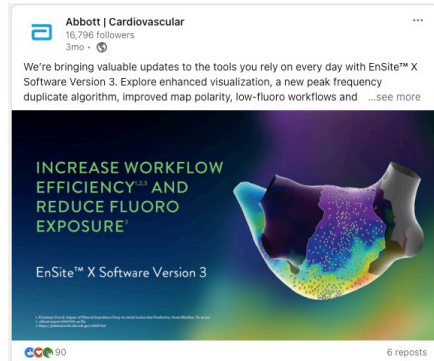 Abbott | Cardiovascular
16,796 followers
3mo •
We're bringing valuable updates to the tools you rely on every day with EnSite™ X
Software Version 3. Explore enhanced visualization, a new peak frequency
duplicate algorithm, improved map polarity, low-fluoro workflows and ...see more
INCREASE WORKFLOW
EFFICIENCY¹,²,³ AND
REDUCE FLUORO
EXPOSURE³
EnSite™ X Software Version 3
90
6 reposts